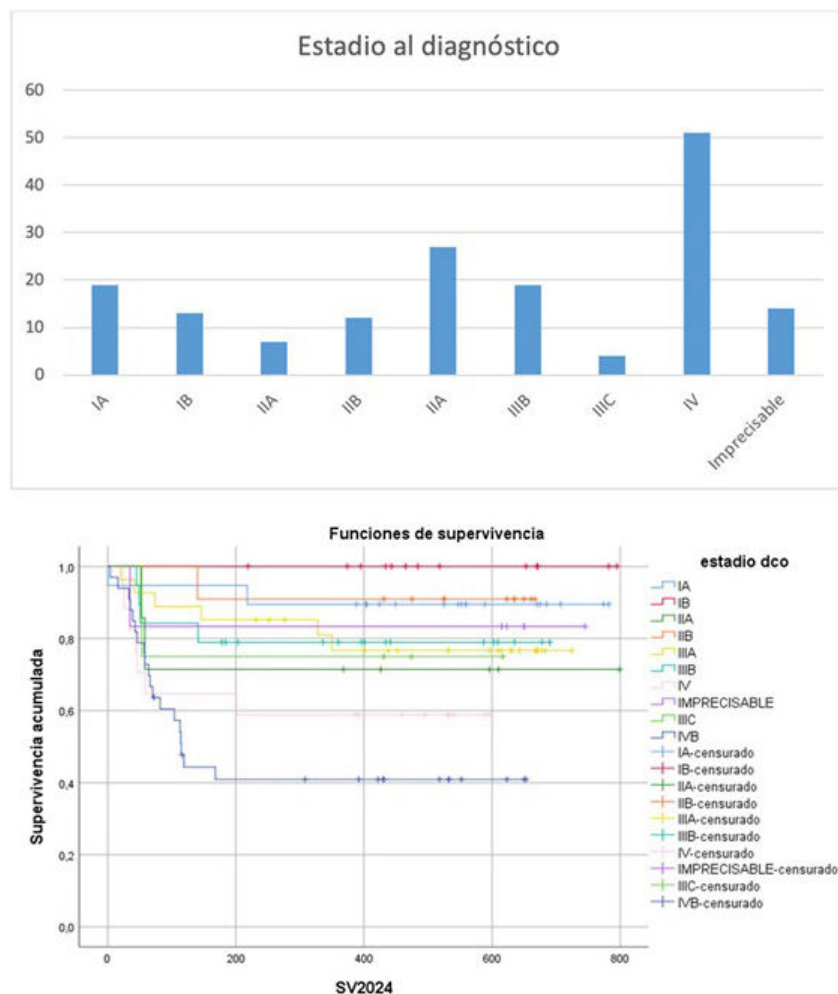 Estadio al diagnóstico
60
50
40
30
20
10
0
IA
IB
IIA
IIB
IIA
IIIB
IIIC
IV
Imprecisable
Funciones de supervivencia
estadio dco
IA
IB
IIA
IIB
IIIA
IIIB
IV
IMPRECISABLE
IIIC
IVB
IA-censurado
IB-censurado
IIA-censurado
IIB-censurado
IIIA-censurado
IIIB-censurado
IV-censurado
IMPRECISABLE-censurado
IIIC-censurado
IVB-censurado
Supervivencia acumulada
1,0
0,8
0,6
0,4
0,2
0,0
0 200 400 600 800
SV2024